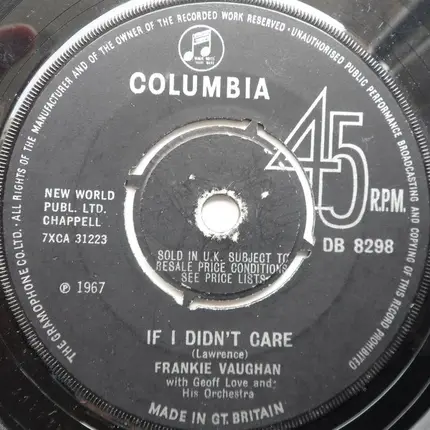 ALL RIGHTS OF THE MANUFACTURER AND OF THE OWNER OF THE RECORDED WORK RESERVED · UNAUTHORISED PUBLIC PERFORMANCE BROADCASTING AND COPYING OF THIS RECORD PROHIBITED
THE GRAMOPHONE CO. LTD.
COLUMBIA
45
R.P.M.
NEW WORLD
PUBL. LTD.
CHAPPELL
7XCA 31223
DB 8298
SOLD IN U.K. SUBJECT TO
RESALE PRICE CONDITIONS
SEE PRICE LISTS
℗ 1967
IF I DIDN'T CARE
(Lawrence)
FRANKIE VAUGHAN
with Geoff Love and
His Orchestra
MADE IN GT. BRITAIN